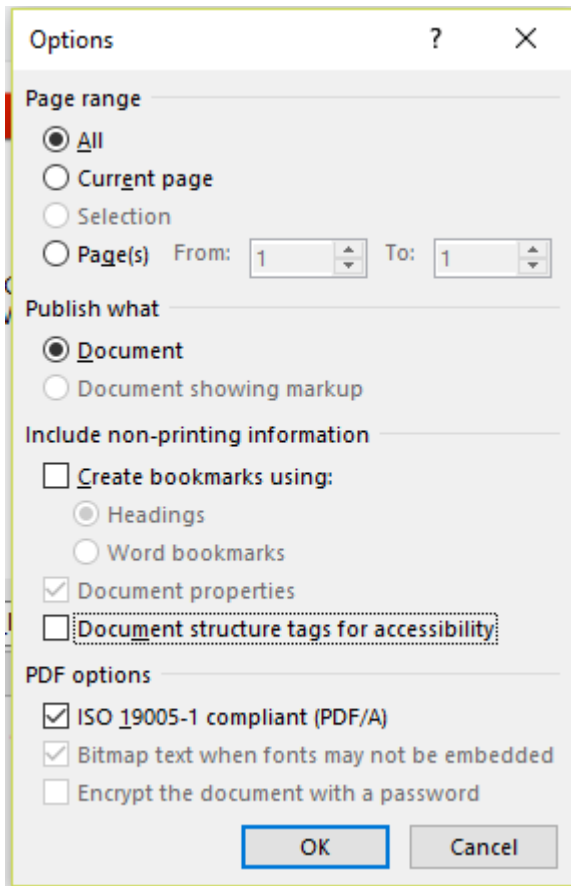 Options ?
Page range
All
Current page
Selection
Page(s) From: 1 To: 1
Publish what
Document
Document showing markup
Include non-printing information
Create bookmarks using:
Headings
Word bookmarks
Document properties
Document structure tags for accessibility
PDF options
ISO 19005-1 compliant (PDF/A)
Bitmap text when fonts may not be embedded
Encrypt the document with a password
OK Cancel